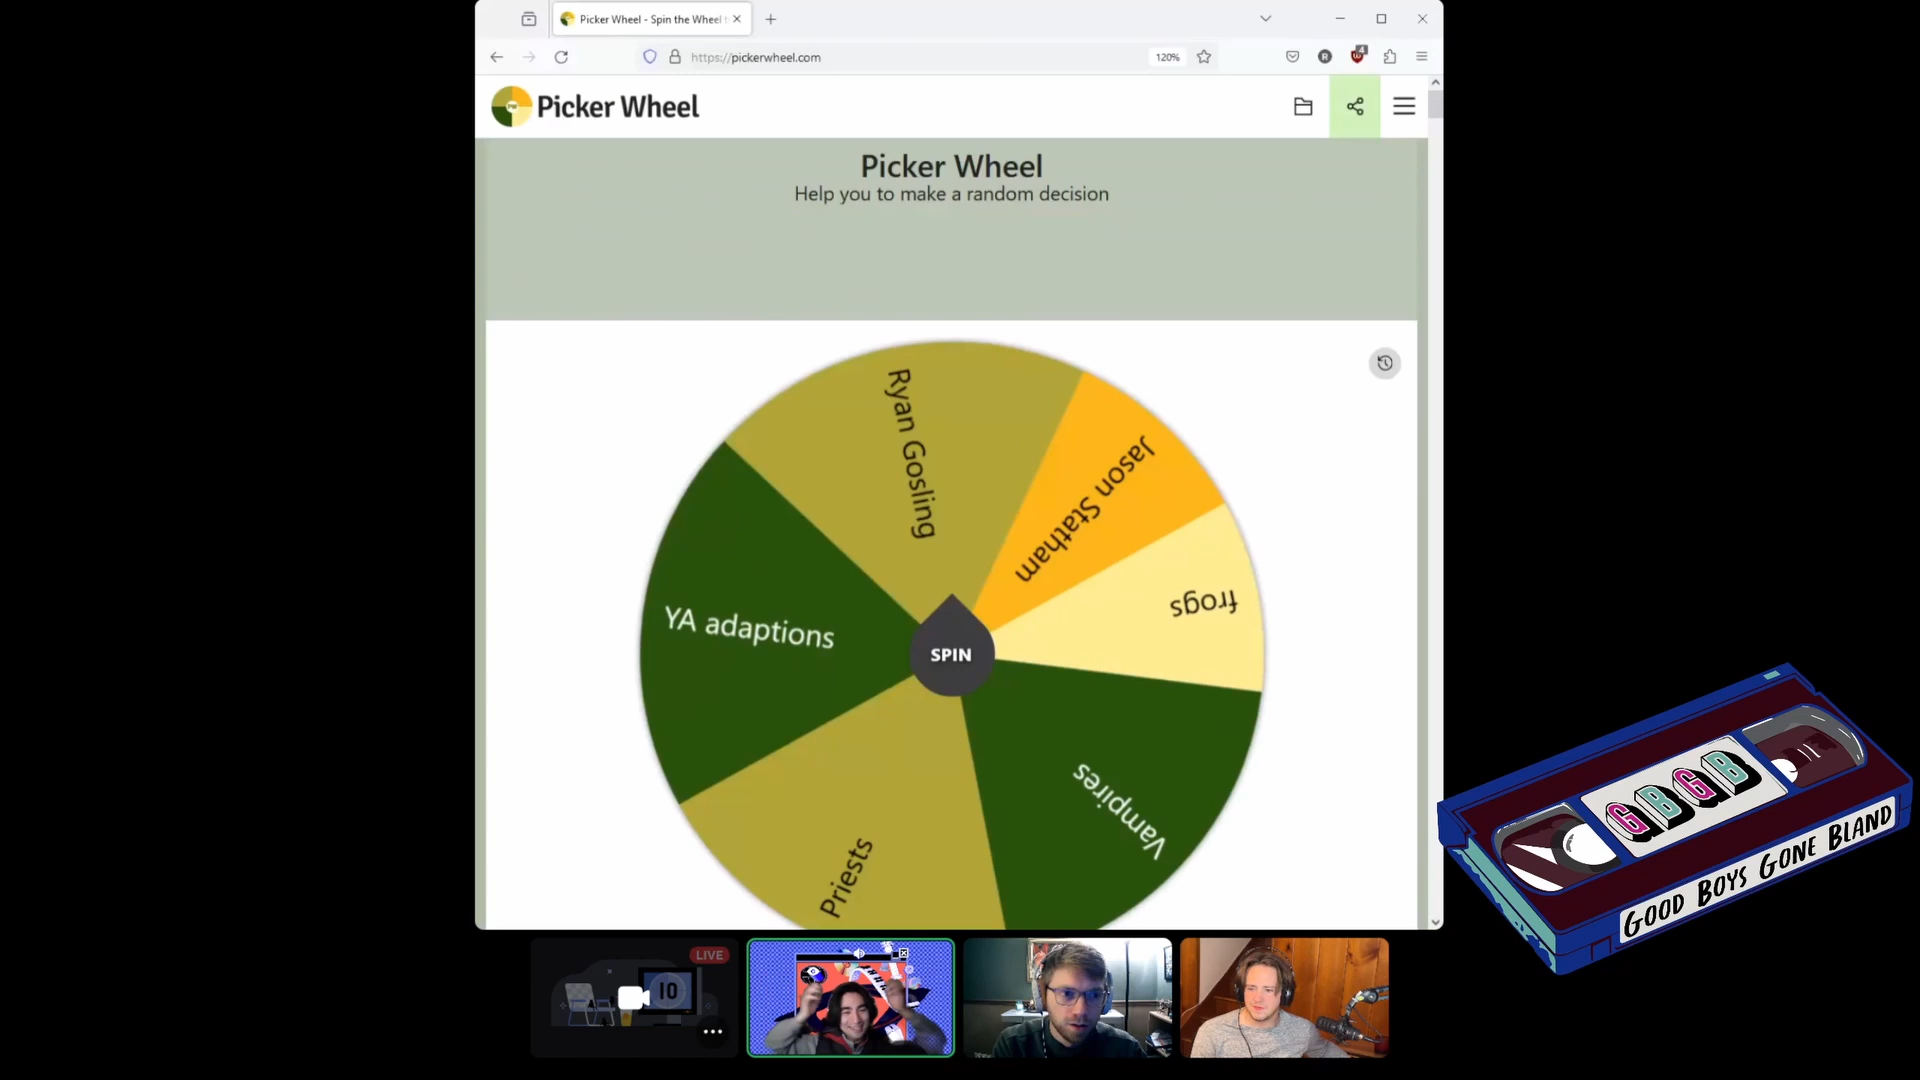 Picker Wheel - Spin the Wheel
https://pickerwheel.com
120%
4
Picker Wheel
Picker Wheel
Help you to make a random decision
Ryan Gosling
Jason Statham
frogs
YA adaptions
SPIN
Vampires
Priests
GBGB
GOOD BOYS GONE BLAND
LIVE
10